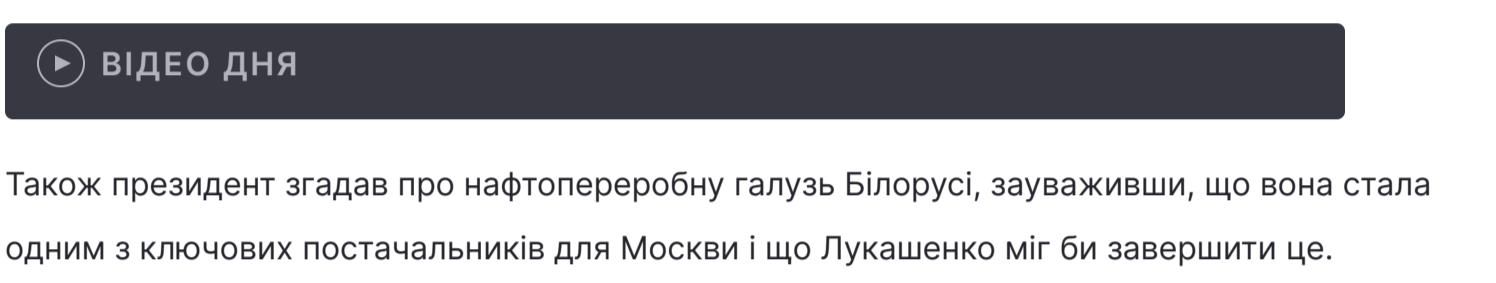 ВІДЕО ДНЯ
Також президент згадав про нафтопереробну галузь Білорусі, зауваживши, що вона стала
одним з ключових постачальників для Москви і що Лукашенко міг би завершити це.